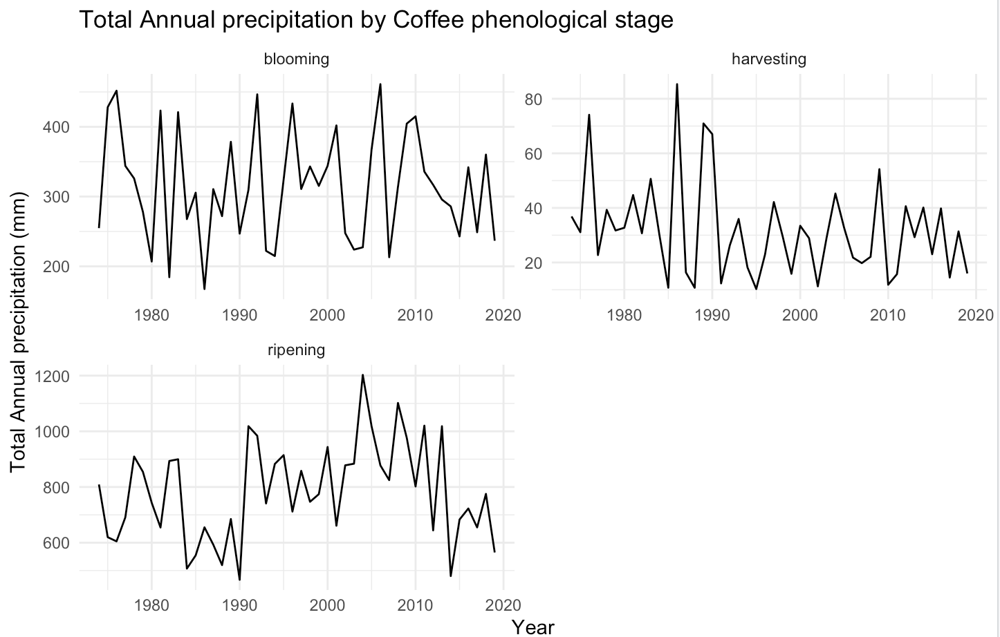 Total Annual precipitation by Coffee phenological stage
blooming
harvesting
400
300
200
80
60
40
20
1980 1990 2000 2010 2020
1980 1990 2000 2010 2020
ripening
1200
1000
800
600
1980 1990 2000 2010 2020
Total Annual precipitation (mm)
Year